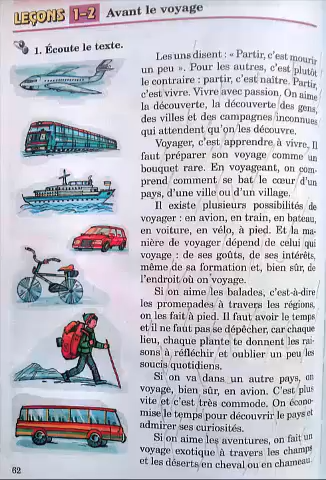 LEÇONS 1-2 Avant le voyage
1. Écoute le texte.
Les uns disent : « Partir, c'est mourir
un peu ». Pour les autres, c'est plutôt
le contraire : partir, c'est naître. Partir,
c'est vivre. Vivre avec passion. On aime
la découverte, la découverte des gens,
des villes et des campagnes inconnues
qui attendent qu'on les découvre.
Voyager, c'est apprendre à vivre. Il
faut préparer son voyage comme un
bouquet rare. En voyageant, on com-
prend comment se bat le cœur d'un
pays, d'une ville ou d'un village.
Il existe plusieurs possibilités de
voyager : en avion, en train, en bateau,
en voiture, en vélo, à pied. Et la ma-
nière de voyager dépend de celui qui
voyage : de ses goûts, de ses intérêts,
même de sa formation et, bien sûr, de
l'endroit où on voyage.
Si on aime les balades, c'est-à-dire
les promenades à travers les régions,
on les fait à pied. Il faut avoir le temps
et il ne faut pas se dépêcher, car chaque
lieu, chaque plante te donnent les rai-
sons à réfléchir et oublier un peu les
soucis quotidiens.
Si on va dans un autre pays, on
voyage, bien sûr, en avion. C'est plus
vite et c'est très commode. On écono-
mise le temps pour découvrir le pays et
admirer ses curiosités.
Si on aime les aventures, on fait un
voyage exotique à travers les champs
et les déserts en cheval ou en chameau.
62